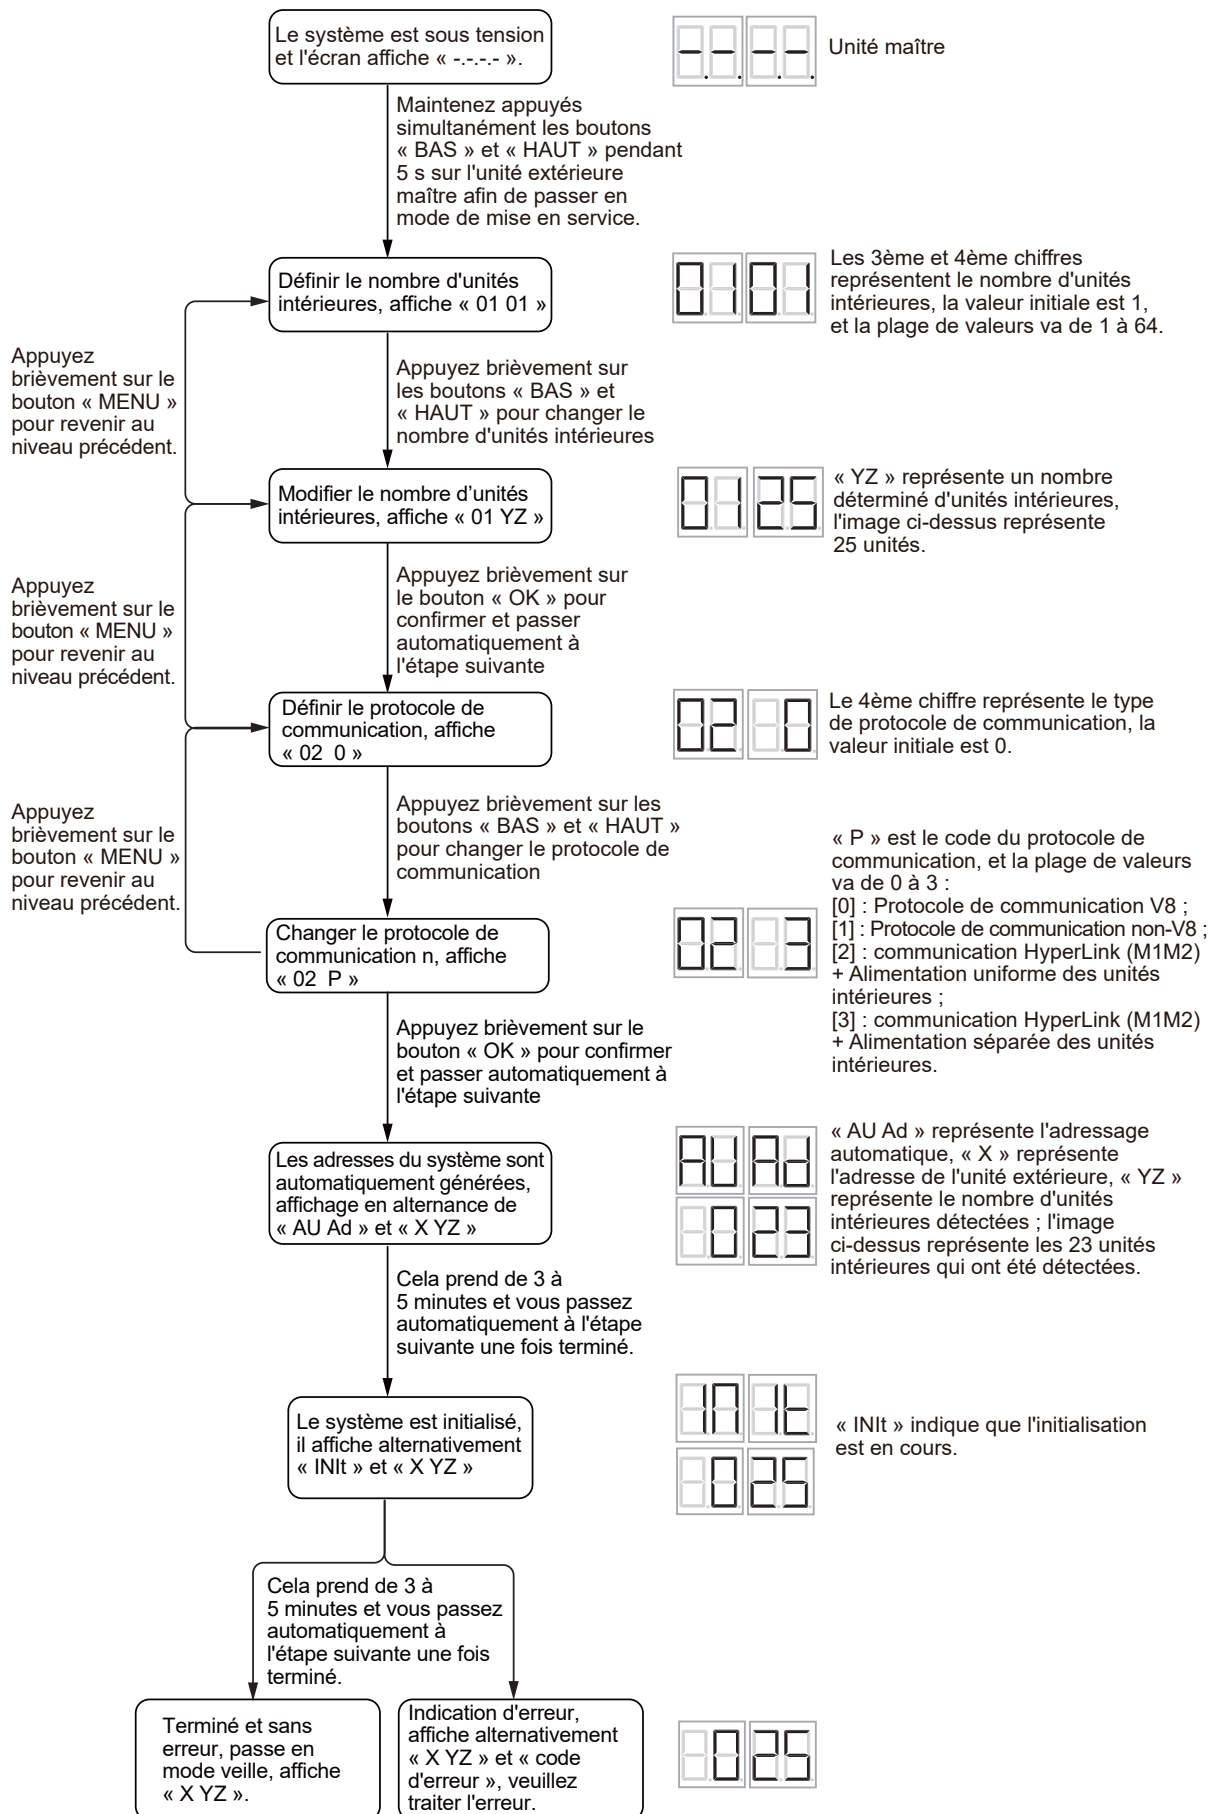 Le système est sous tension
et l'écran affiche « -.-.-.- ».
-.-.-.-.
Unité maître
Maintenez appuyés
simultanément les boutons
« BAS » et « HAUT » pendant
5 s sur l'unité extérieure
maître afin de passer en
mode de mise en service.
Définir le nombre d'unités
intérieures, affiche « 01 01 »
0101
Les 3ème et 4ème chiffres
représentent le nombre d'unités
intérieures, la valeur initiale est 1,
et la plage de valeurs va de 1 à 64.
Appuyez
brièvement sur le
bouton « MENU »
pour revenir au
niveau précédent.
Appuyez brièvement sur
les boutons « BAS » et
« HAUT » pour changer le
nombre d'unités intérieures
Modifier le nombre d’unités
intérieures, affiche « 01 YZ »
0125
« YZ » représente un nombre
déterminé d'unités intérieures,
l'image ci-dessus représente
25 unités.
Appuyez
brièvement sur le
bouton « MENU »
pour revenir au
niveau précédent.
Appuyez brièvement sur
le bouton « OK » pour
confirmer et passer
automatiquement à
l'étape suivante
Définir le protocole de
communication, affiche
« 02  0 »
02 0
Le 4ème chiffre représente le type
de protocole de communication, la
valeur initiale est 0.
Appuyez
brièvement sur le
bouton « MENU »
pour revenir au
niveau précédent.
Appuyez brièvement sur les
boutons « BAS » et « HAUT »
pour changer le protocole de
communication
Changer le protocole de
communication n, affiche
« 02  P »
02 3
« P » est le code du protocole de
communication, et la plage de valeurs
va de 0 à 3 :
[0] : Protocole de communication V8 ;
[1] : Protocole de communication non-V8 ;
[2] : communication HyperLink (M1M2)
+ Alimentation uniforme des unités
intérieures ;
[3] : communication HyperLink (M1M2)
+ Alimentation séparée des unités
intérieures.
Appuyez brièvement sur le
bouton « OK » pour confirmer
et passer automatiquement à
l'étape suivante
Les adresses du système sont
automatiquement générées,
affichage en alternance de
« AU Ad » et « X YZ »
AU Ad
023
« AU Ad » représente l'adressage
automatique, « X » représente
l'adresse de l'unité extérieure, « YZ »
représente le nombre d'unités
intérieures détectées ; l'image
ci-dessus représente les 23 unités
intérieures qui ont été détectées.
Cela prend de 3 à
5 minutes et vous passez
automatiquement à l'étape
suivante une fois terminé.
Le système est initialisé,
il affiche alternativement
« INIt » et « X YZ »
INIt
025
« INIt » indique que l'initialisation
est en cours.
Cela prend de 3 à
5 minutes et vous passez
automatiquement à
l'étape suivante une fois
terminé.
Terminé et sans
erreur, passe en
mode veille, affiche
« X YZ ».
Indication d'erreur,
affiche alternativement
« X YZ » et « code
d'erreur », veuillez
traiter l'erreur.
025